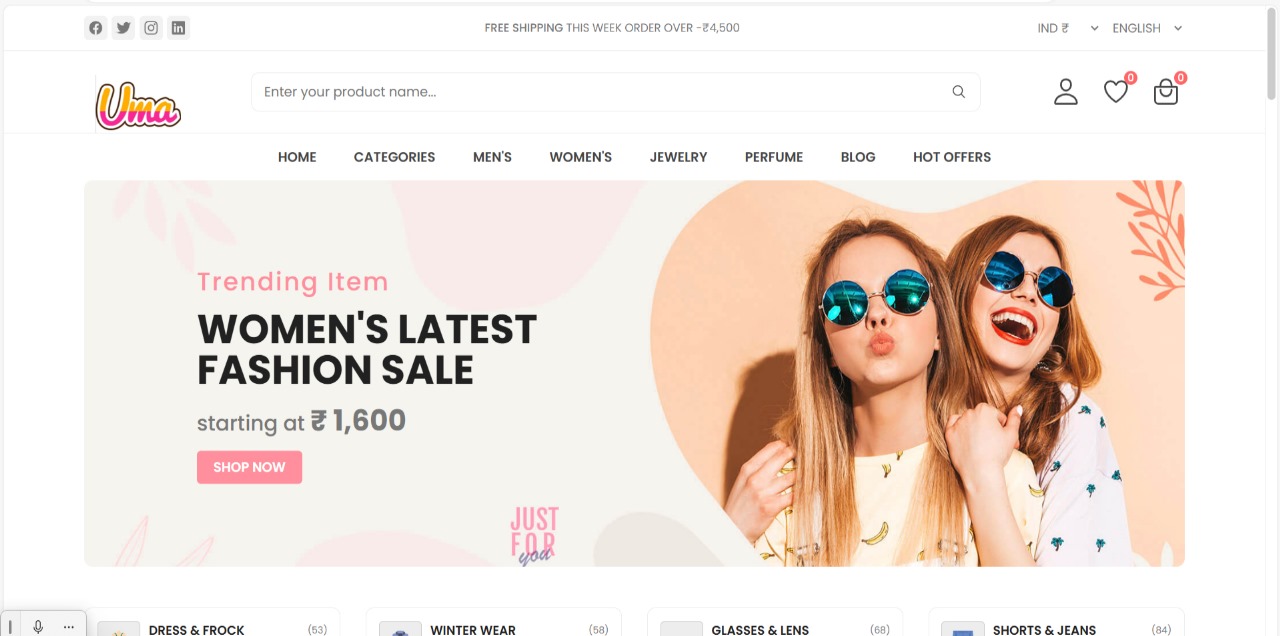 FREE SHIPPING THIS WEEK ORDER OVER -₹4,500
IND ₹
ENGLISH
Uma
Enter your product name...
0
0
HOME
CATEGORIES
MEN'S
WOMEN'S
JEWELRY
PERFUME
BLOG
HOT OFFERS
Trending Item
WOMEN'S LATEST
FASHION SALE
starting at ₹ 1,600
SHOP NOW
JUST
FOR
you
DRESS & FROCK
(53)
WINTER WEAR
(58)
GLASSES & LENS
(68)
SHORTS & JEANS
(84)